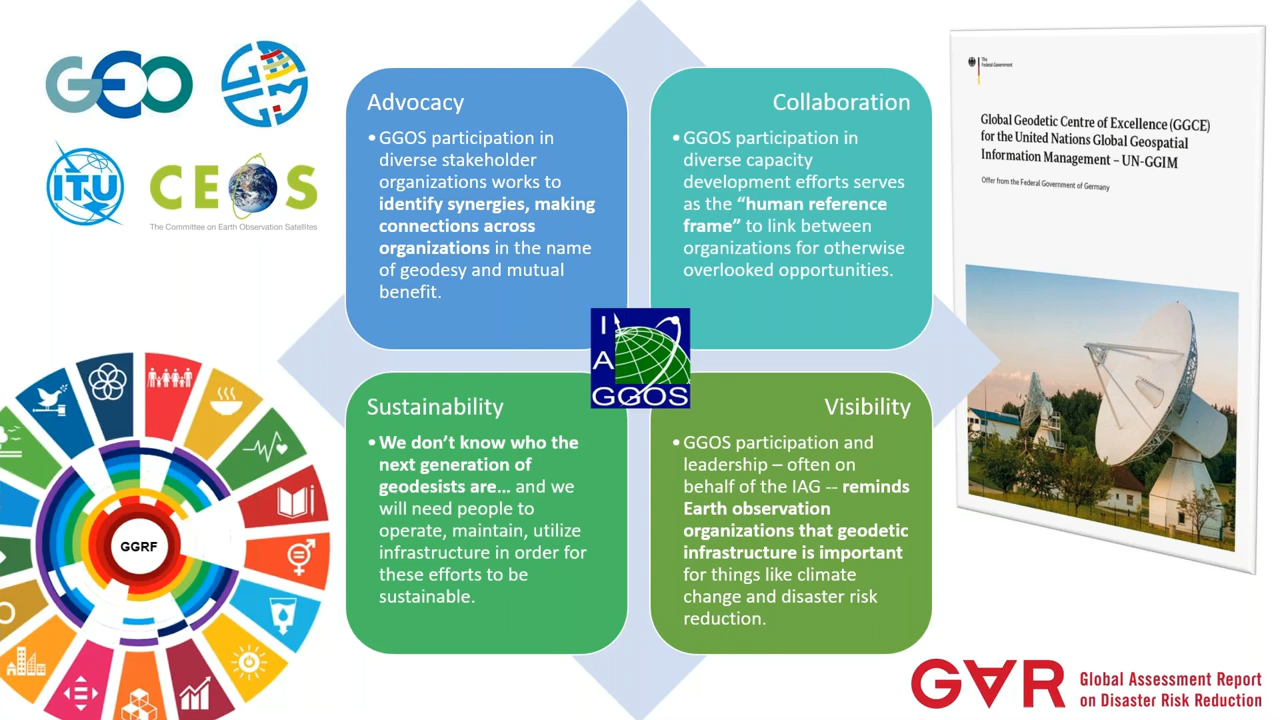 GEO
ITU
CEOS
The Committee on Earth Observation Satellites
Advocacy
•GGOS participation in
diverse stakeholder
organizations works to
identify synergies, making
connections across
organizations in the name
of geodesy and mutual
benefit.
Collaboration
•GGOS participation in
diverse capacity
development efforts serves
as the “human reference
frame” to link between
organizations for otherwise
overlooked opportunities.
I
A
GGOS
Sustainability
•We don’t know who the
next generation of
geodesists are... and we
will need people to
operate, maintain, utilize
infrastructure in order for
these efforts to be
sustainable.
Visibility
•GGOS participation and
leadership – often on
behalf of the IAG -- reminds
Earth observation
organizations that geodetic
infrastructure is important
for things like climate
change and disaster risk
reduction.
GGRF
The
Federal Government
Global Geodetic Centre of Excellence (GGCE)
for the United Nations Global Geospatial
Information Management – UN-GGIM
Offer from the Federal Government of Germany
GAR
Global Assessment Report
on Disaster Risk Reduction